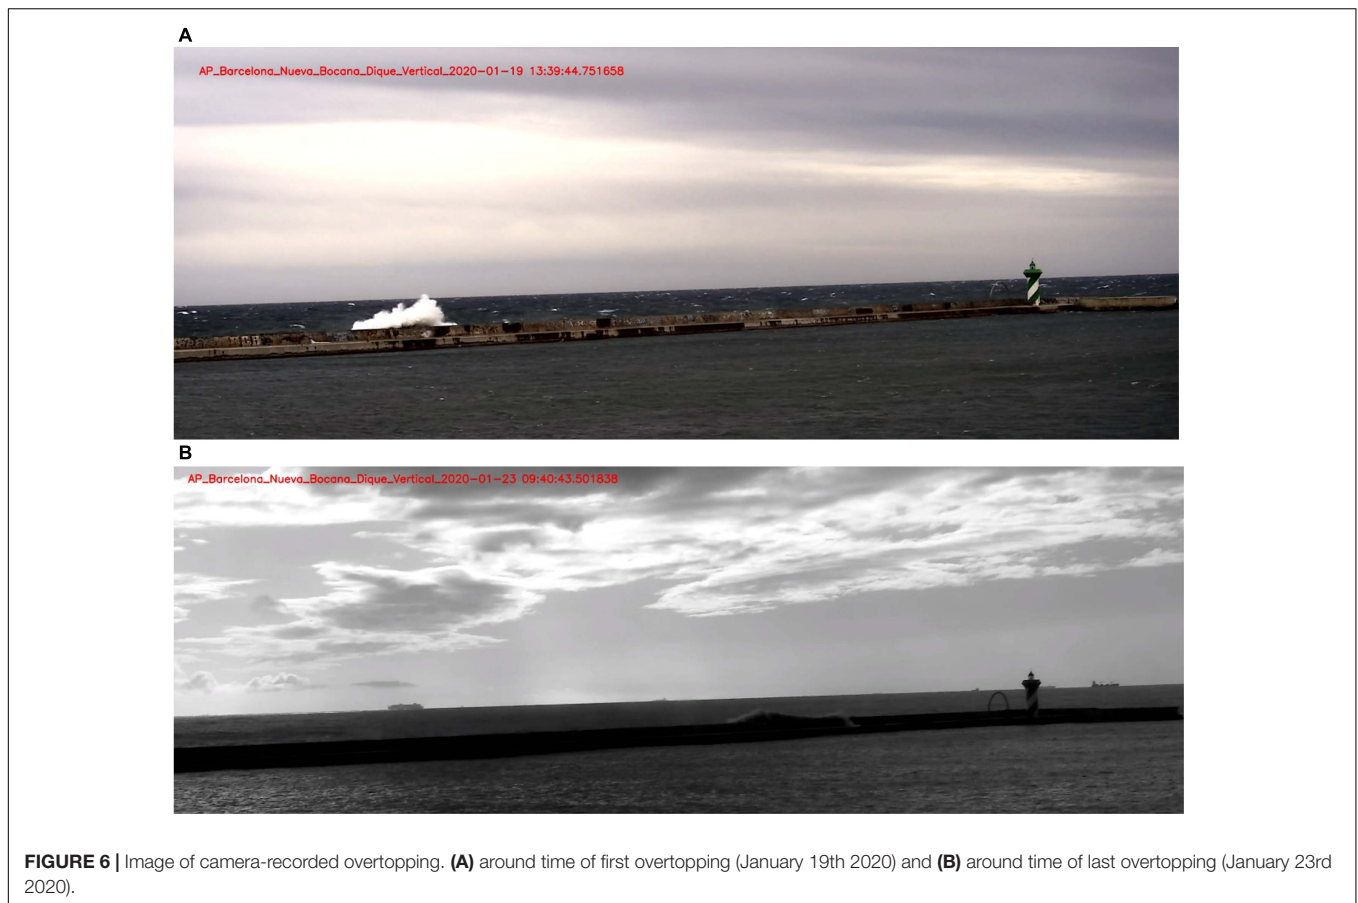 A
AP_Barcelona_Nueva_Bocana_Dique_Vertical_2020-01-19 13:39:44.751658
B
AP_Barcelona_Nueva_Bocana_Dique_Vertical_2020-01-23 09:40:43.501838
FIGURE 6 | Image of camera-recorded overtopping. (A) around time of first overtopping (January 19th 2020) and (B) around time of last overtopping (January 23rd
2020).